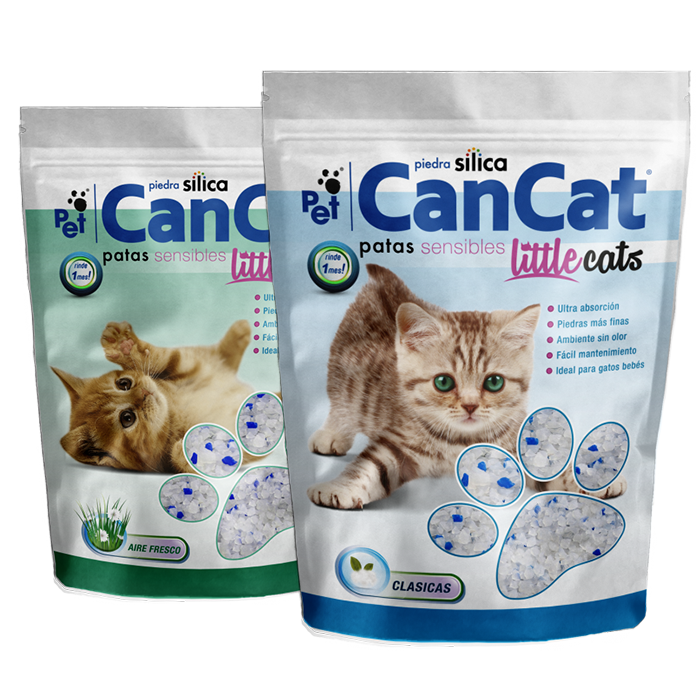 piedra silica
Pet CanC
patas sensibles
little
rinde
1 mes!
AIRE FRESCO
piedra silica
Pet CanCat®
patas sensibles little cats
rinde
1 mes!
• Ultra absorción
• Piedras más finas
• Ambiente sin olor
• Fácil mantenimiento
• Ideal para gatos bebés
CLASICAS